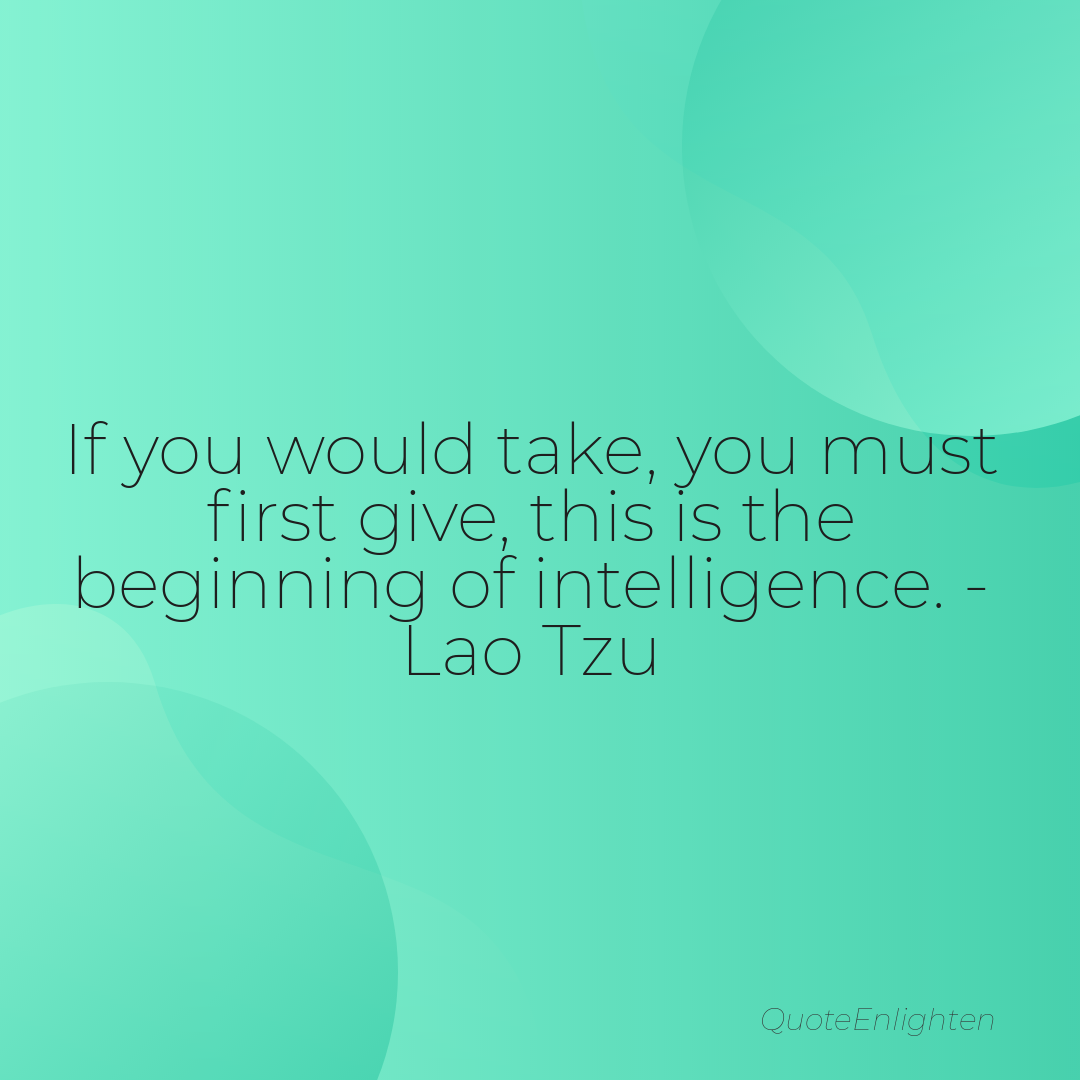 If you would take, you must
first give, this is the
beginning of intelligence. -
Lao Tzu
QuoteEnlighten